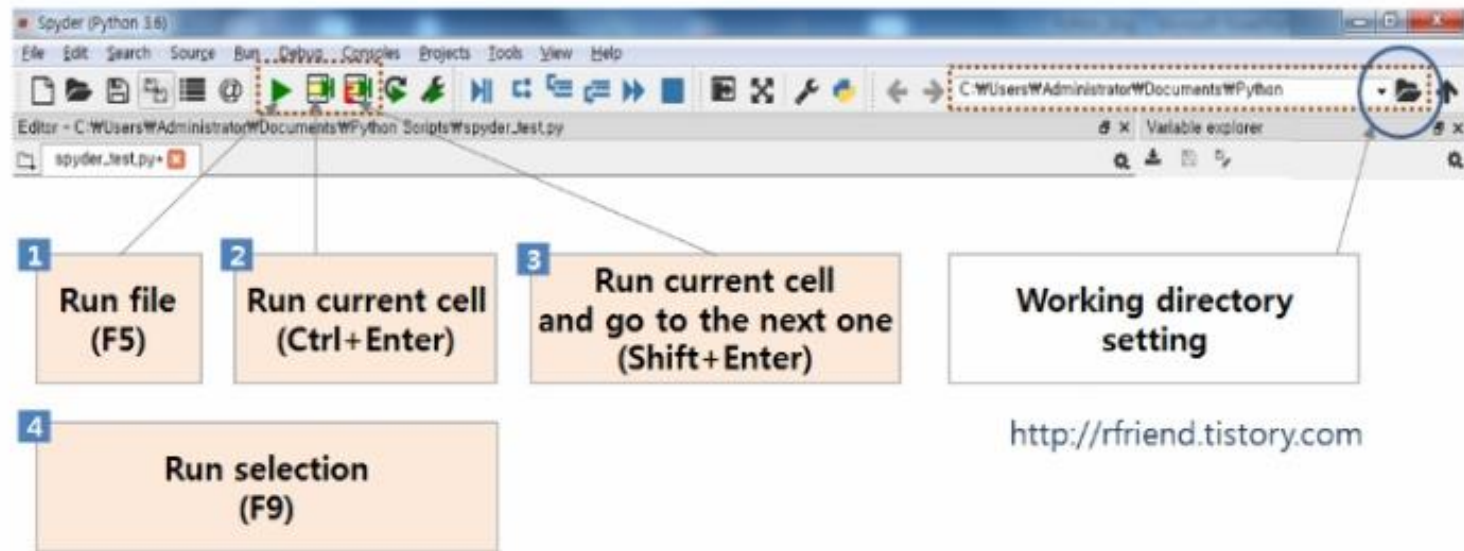 Spyder (Python 3.6)
File Edit Search Source Run Debug Consoles Projects Tools View Help
C:₩Users₩Administrator₩Documents₩Python
Editor - C:₩Users₩Administrator₩Documents₩Python Scripts₩spyder_test.py
Variable explorer
spyder_test.py*
1
Run file
(F5)
2
Run current cell
(Ctrl+Enter)
3
Run current cell
and go to the next one
(Shift+Enter)
Working directory
setting
4
Run selection
(F9)
http://rfriend.tistory.com